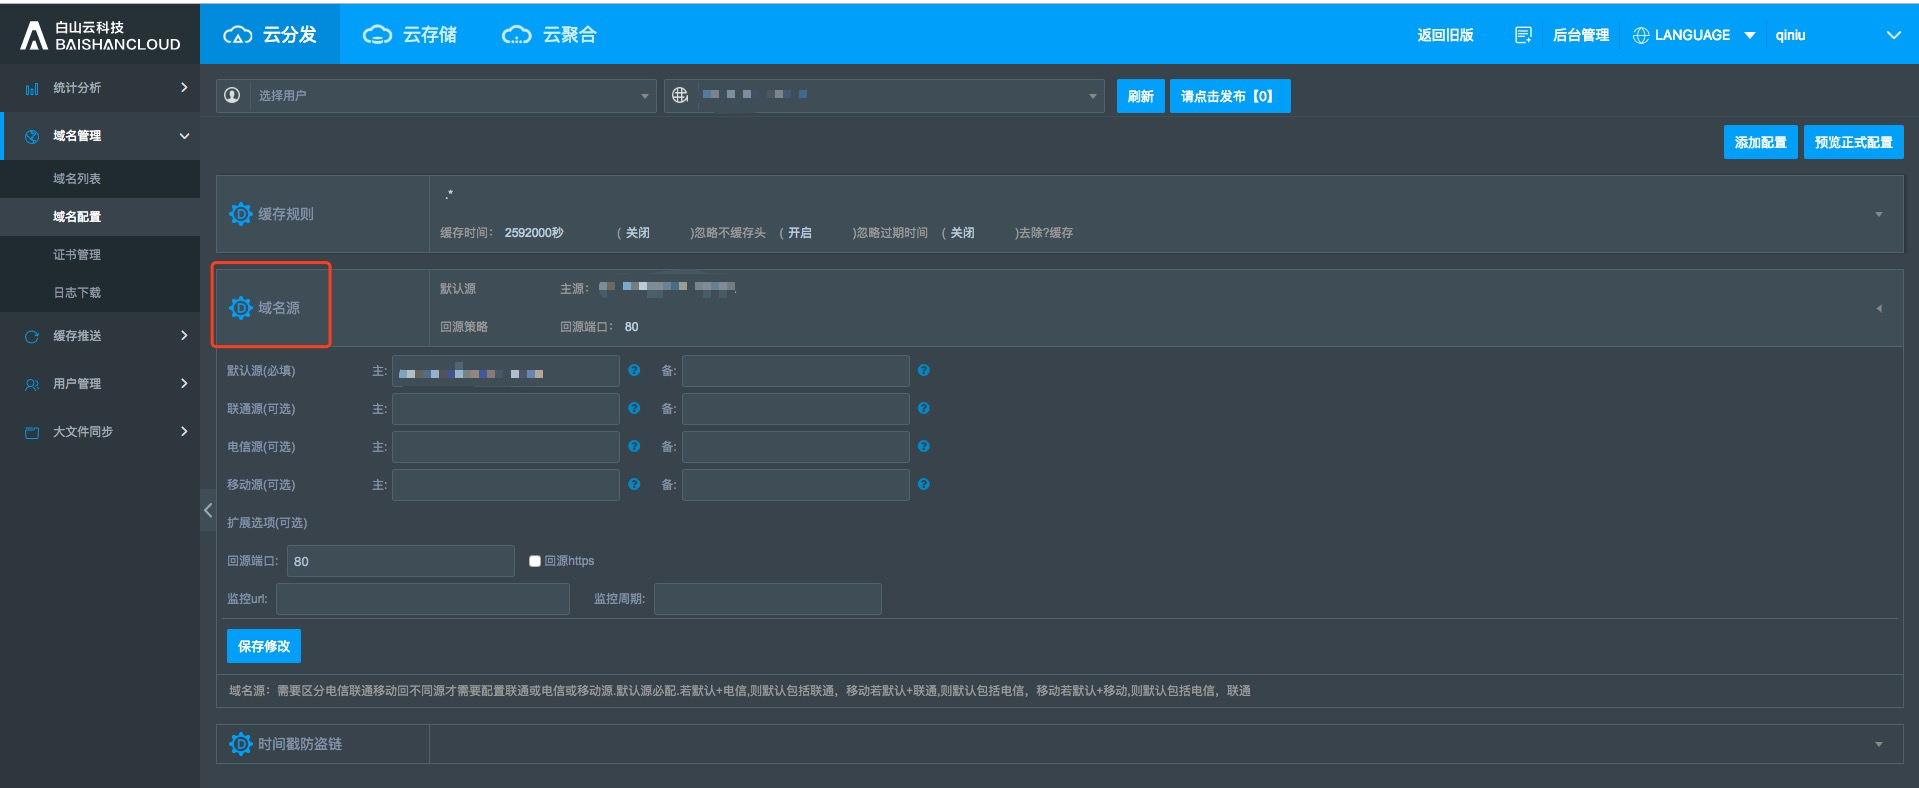 白山云科技
BAISHANCLOUD
云分发
云存储
云聚合
返回旧版
后台管理
LANGUAGE
qiniu
统计分析
域名管理
域名列表
域名配置
证书管理
日志下载
缓存推送
用户管理
大文件同步
选择用户
刷新
请点击发布【0】
添加配置
预览正式配置
缓存规则
.*
缓存时间： 2592000秒 ( 关闭 )忽略不缓存头 ( 开启 )忽略过期时间 ( 关闭 )去除?缓存
域名源
默认源 主源：
回源策略 回源端口： 80
默认源(必填) 主: 备:
联通源(可选) 主: 备:
电信源(可选) 主: 备:
移动源(可选) 主: 备:
扩展选项(可选)
回源端口: 80 回源https
监控url: 监控周期:
保存修改
域名源：需要区分电信联通移动回不同源才需要配置联通或电信或移动源.默认源必配.若默认+电信,则默认包括联通，移动若默认+联通,则默认包括电信，移动若默认+移动,则默认包括电信，联通
时间戳防盗链